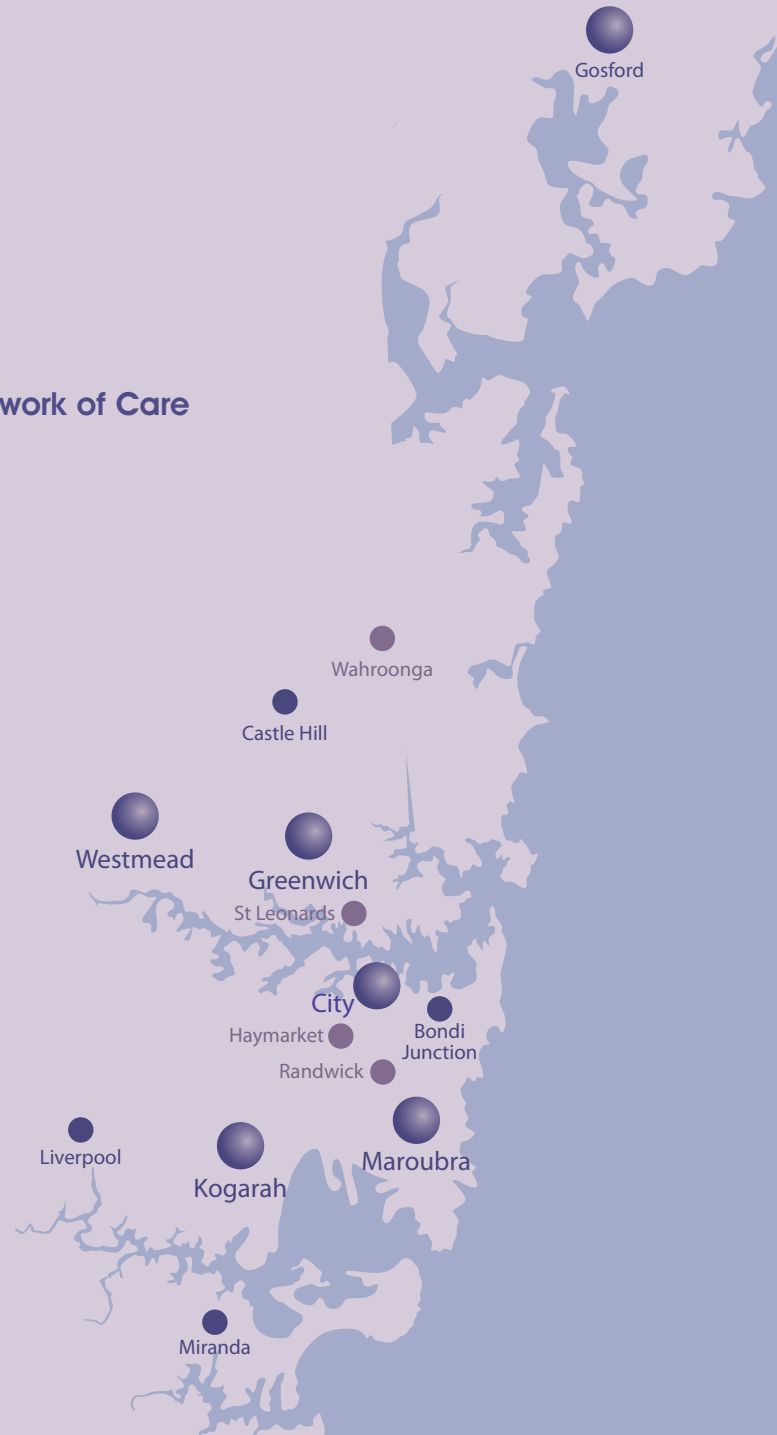 Gosford
work of Care
Wahroonga
Castle Hill
Westmead
Greenwich
St Leonards
City
Haymarket
Bondi
Junction
Randwick
Liverpool
Maroubra
Kogarah
Miranda